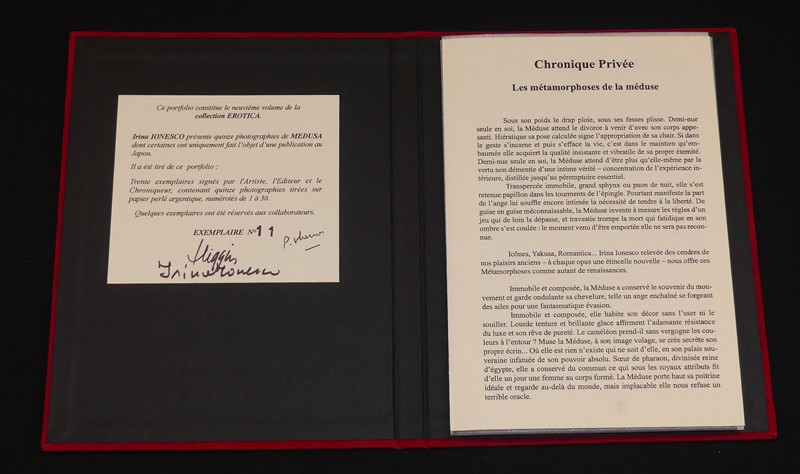 Ce portfolio constitue le neuvième volume de la
collection EROTICA.
Irina IONESCO présente quinze photographies de MEDUSA
dont certaines ont uniquement fait l'objet d'une publication au
Japon.
Il a été tiré de ce portfolio :
Trente exemplaires signés par l'Artiste, l'Editeur et le
Chroniqueur, contenant quinze photographies tirées sur
papier perlé argentique, numérotés de 1 à 30.
Quelques exemplaires ont été réservés aux collaborateurs.
EXEMPLAIRE N° 11
Irina Ionesco
Chronique Privée
Les métamorphoses de la méduse
Sous son poids le drap ploie, sous ses fesses plisse. Demi-nue
seule en soi, la Méduse attend le divorce à venir d'avec son corps appe-
santi. Hiératique sa pose calculée signe l'appropriation de sa chair. Si dans
le geste s'incarne et puis s'efface la vie, c'est dans le maintien qu'em-
baumée elle acquiert la qualité insistante et vibratile de sa propre éternité.
Demi-nue seule en soi, la Méduse attend d'être plus qu'elle-même par la
vertu non démentie d'une intime vérité – concentration de l'expérience in-
térieure, distillée jusqu'au péremptoire essentiel.
Transpercée immobile, grand sphynx ou paon de nuit, elle s'est
retenue papillon dans les tourments de l'épingle. Pourtant manifeste la part
de l'ange lui souffle encore intimée la nécessité de tendre à la liberté. De
guise en guise méconnaissable, la Méduse invente à mesure les règles d'un
jeu qui de loin la dépasse, et travestie trompe la mort qui fatidique en son
ombre s'est coulée : le moment venu d'être emportée elle ne sera pas recon-
nue.
Icônes, Yakusa, Romantica... Irina Ionesco relevée des cendres de
nos plaisirs anciens – à chaque opus une étincelle nouvelle – nous offre ces
Métamorphoses comme autant de renaissances.
Immobile et composée, la Méduse a conservé le souvenir du mou-
vement et garde ondulante sa chevelure, telle un ange enchaîné se forgeant
des ailes pour une fantasmatique évasion.
Immobile et composée, elle habite son décor sans l'user ni le
souiller. Lourde tenture et brillante glace affirment l'adamante résistance
du luxe et son rêve de pureté. Le caméléon prend-il sans vergogne les cou-
leurs à l'entour ? Muse la Méduse, à son image volage, se crée secrète son
propre écrin... Où elle est rien n'existe qui ne soit d'elle, en son palais sou-
veraine infatuée de son pouvoir absolu. Sœur de pharaon, divinisée reine
d'égypte, elle a conservé du commun ce qui sous les royaux attributs fit
d'elle un jour une femme au corps formé. La Méduse porte haut sa poitrine
idéale et regarde au-delà du monde, mais implacable elle nous refuse un
terrible oracle.